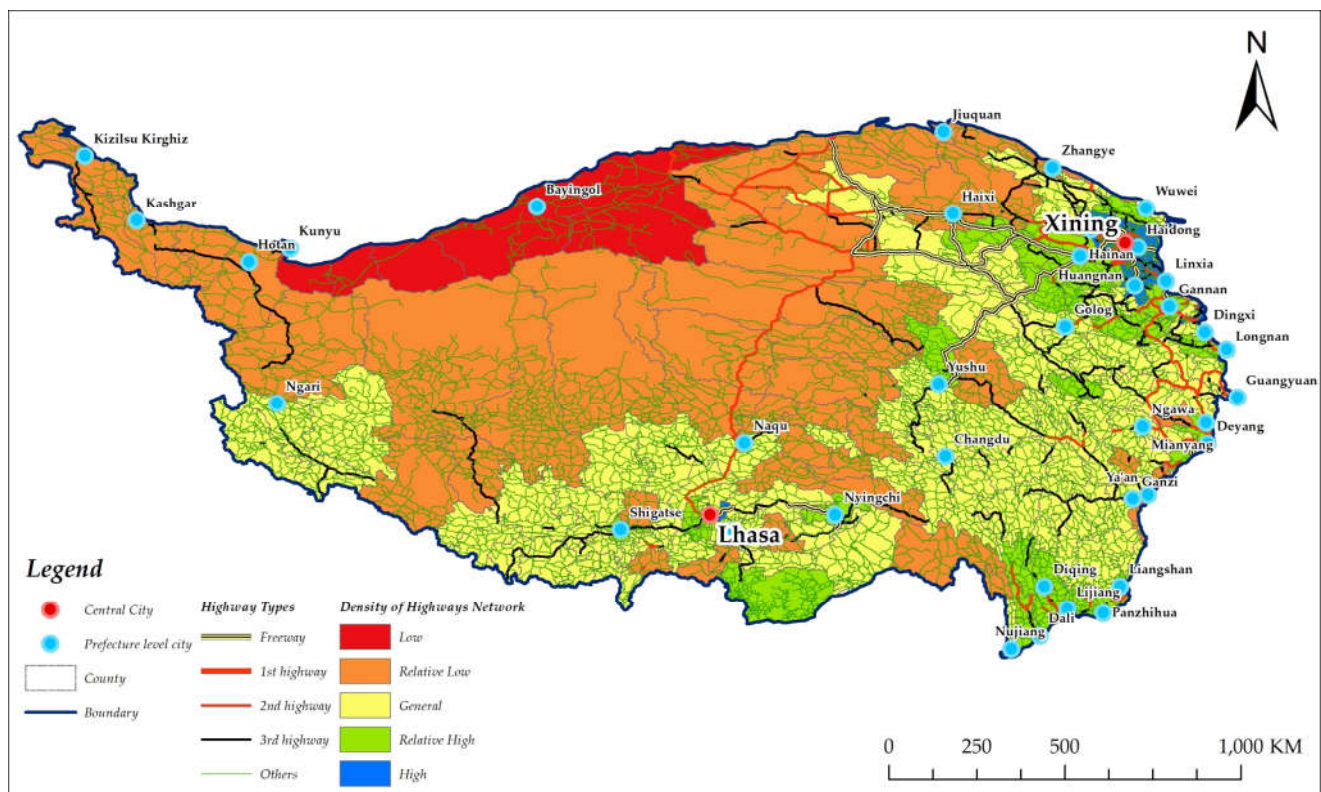 N
Jiuquan
Kizilsu Kirghiz
Zhangye
Bayingol
Haixi
Wuwei
Kashgar
Xining
Kunyu
Haidong
Hotan
Hainan
Linxia
Huangnan
Gannan
Golog
Dingxi
Longnan
Yushu
Ngari
Guangyuan
Naqu
Ngawa
Deyang
Changdu
Mianyang
Ya'an
Ganzi
Nyingchi
Shigatse
Lhasa
Diqing
Liangshan
Lijiang
Dali
Panzhihua
Nujiang
Legend
Central City
Prefecture level city
County
Boundary
Highway Types
Freeway
1st highway
2nd highway
3rd highway
Others
Density of Highways Network
Low
Relative Low
General
Relative High
High
0 250 500 1,000 KM